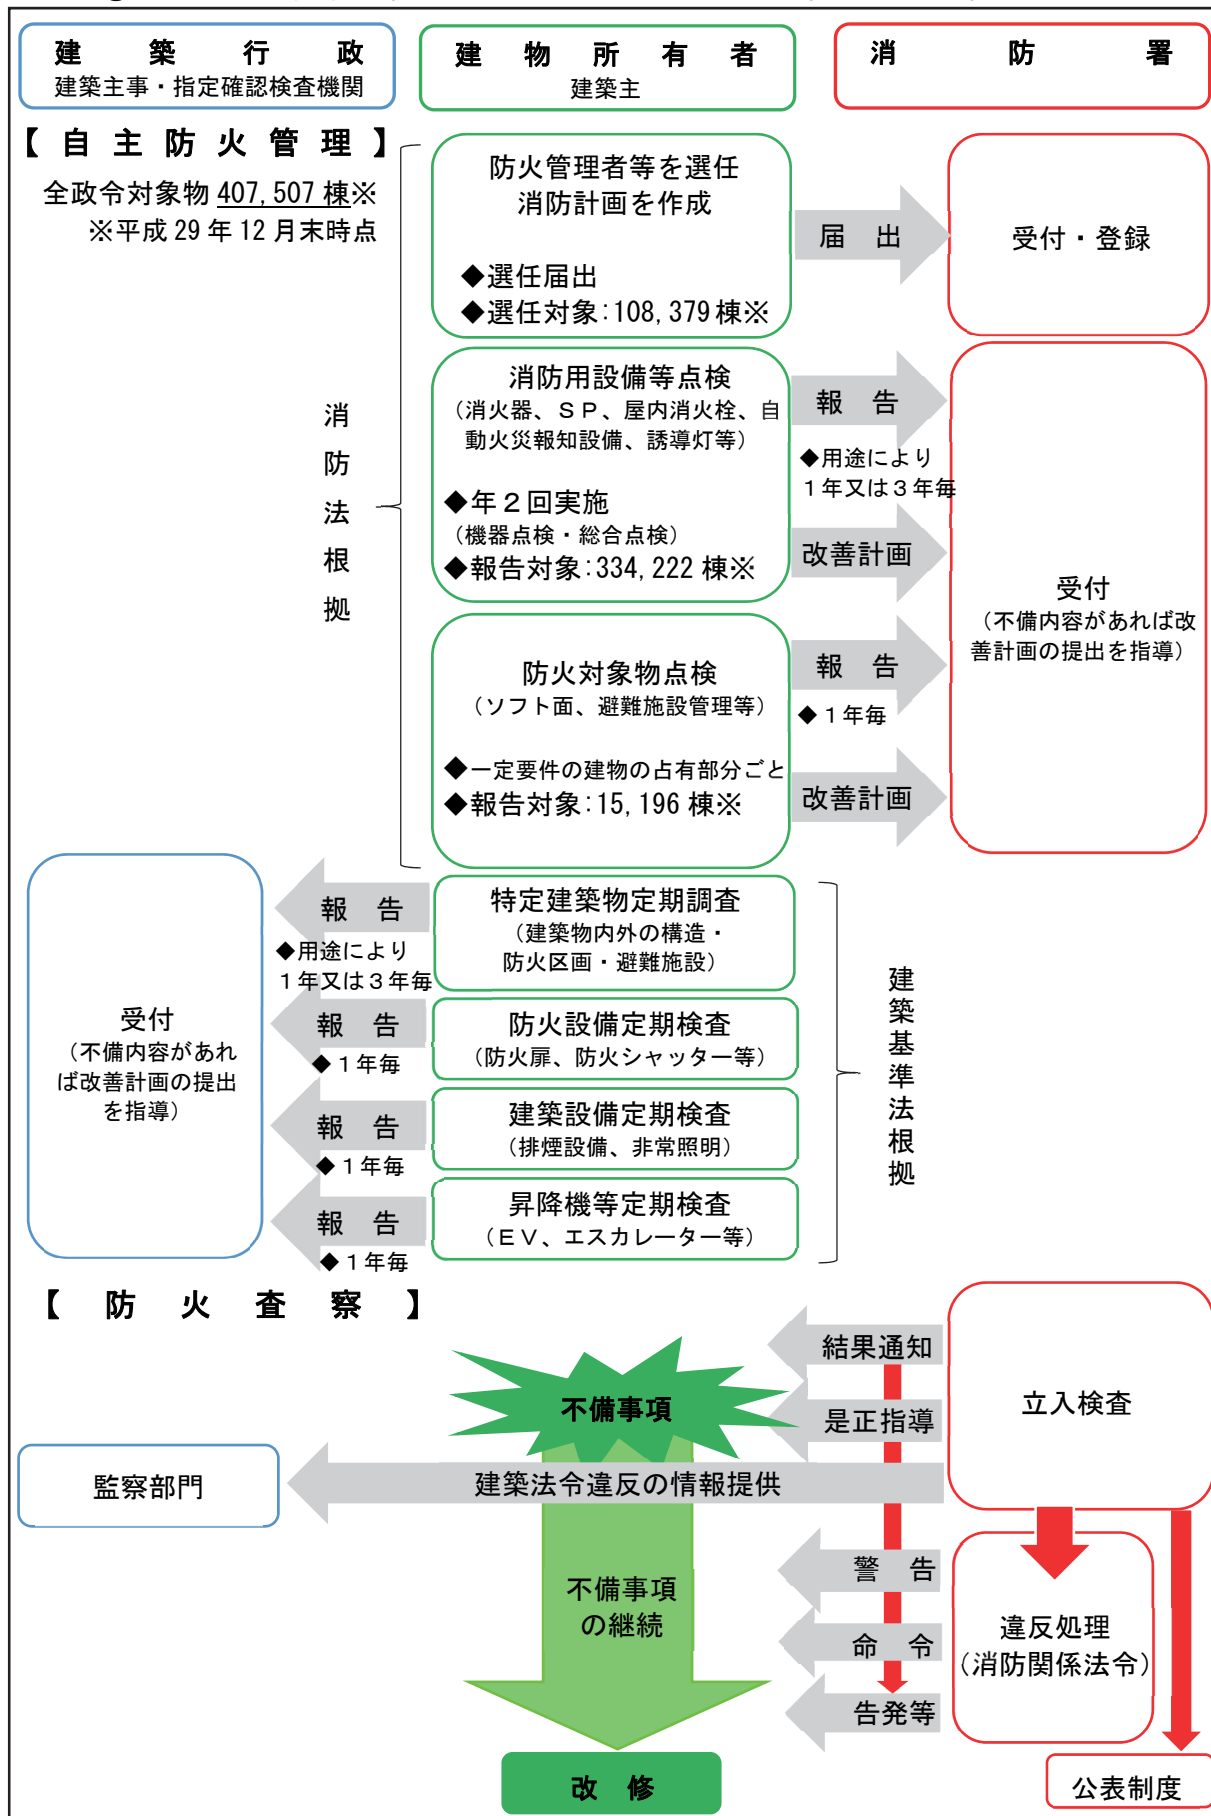 建築行政
建築主事・指定確認検査機関
建物所有者
建築主
消防署
【自主防火管理】
全政令対象物 407,507 棟※
※平成 29 年 12 月末時点
消防法根拠
防火管理者等を選任
消防計画を作成
◆選任届出
◆選任対象：108,379 棟※
届出
受付・登録
消防用設備等点検
（消火器、ＳＰ、屋内消火栓、自
動火災報知設備、誘導灯等）
◆年２回実施
（機器点検・総合点検）
◆報告対象：334,222 棟※
報告
◆用途により
１年又は３年毎
改善計画
防火対象物点検
（ソフト面、避難施設管理等）
◆一定要件の建物の占有部分ごと
◆報告対象：15,196 棟※
報告
◆１年毎
改善計画
受付
（不備内容があれば改
善計画の提出を指導）
特定建築物定期調査
（建築物内外の構造・
防火区画・避難施設）
報告
◆用途により
１年又は３年毎
防火設備定期検査
（防火扉、防火シャッター等）
報告
◆１年毎
建築設備定期検査
（排煙設備、非常照明）
報告
◆１年毎
昇降機等定期検査
（ＥＶ、エスカレーター等）
報告
◆１年毎
受付
（不備内容があれ
ば改善計画の提出
を指導）
建築基準法根拠
【防火査察】
結果通知
不備事項
是正指導
立入検査
監察部門
建築法令違反の情報提供
不備事項
の継続
警告
命令
告発等
違反処理
（消防関係法令）
改修
公表制度